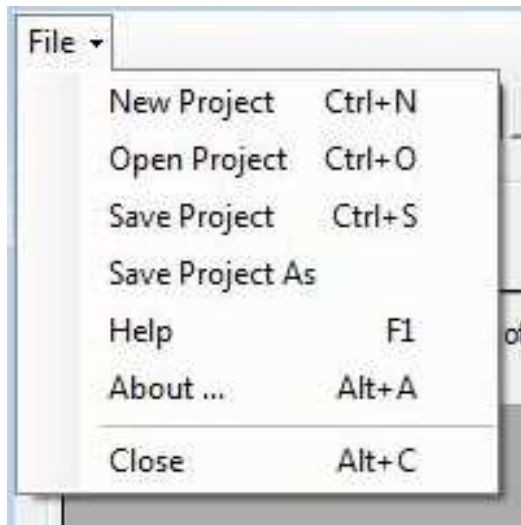 File
New Project Ctrl+N
Open Project Ctrl+O
Save Project Ctrl+S
Save Project As
Help F1
About ... Alt+A
Close Alt+C